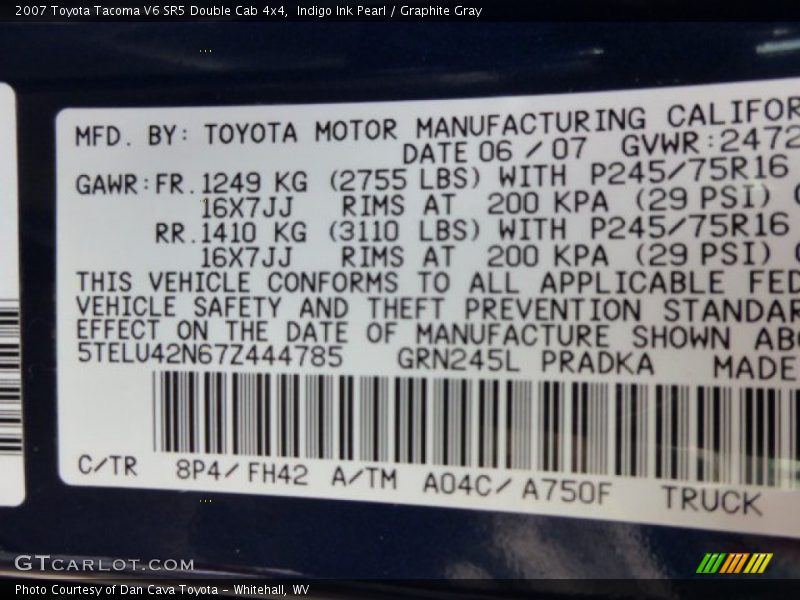 2007 Toyota Tacoma V6 SR5 Double Cab 4x4,  Indigo Ink Pearl / Graphite Gray
MFD. BY: TOYOTA MOTOR MANUFACTURING CALIFOR
DATE 06 / 07 GVWR:2472
GAWR:FR. 1249 KG (2755 LBS) WITH P245/75R16
16X7JJ RIMS AT 200 KPA (29 PSI)
RR. 1410 KG (3110 LBS) WITH P245/75R16
16X7JJ RIMS AT 200 KPA (29 PSI)
THIS VEHICLE CONFORMS TO ALL APPLICABLE FED
VEHICLE SAFETY AND THEFT PREVENTION STANDAR
EFFECT ON THE DATE OF MANUFACTURE SHOWN ABO
5TELU42N67Z444785 GRN245L PRADKA MADE
C/TR 8P4/FH42 A/TM A04C/A750F TRUCK
GTCARLOT.COM
Photo Courtesy of Dan Cava Toyota - Whitehall, WV